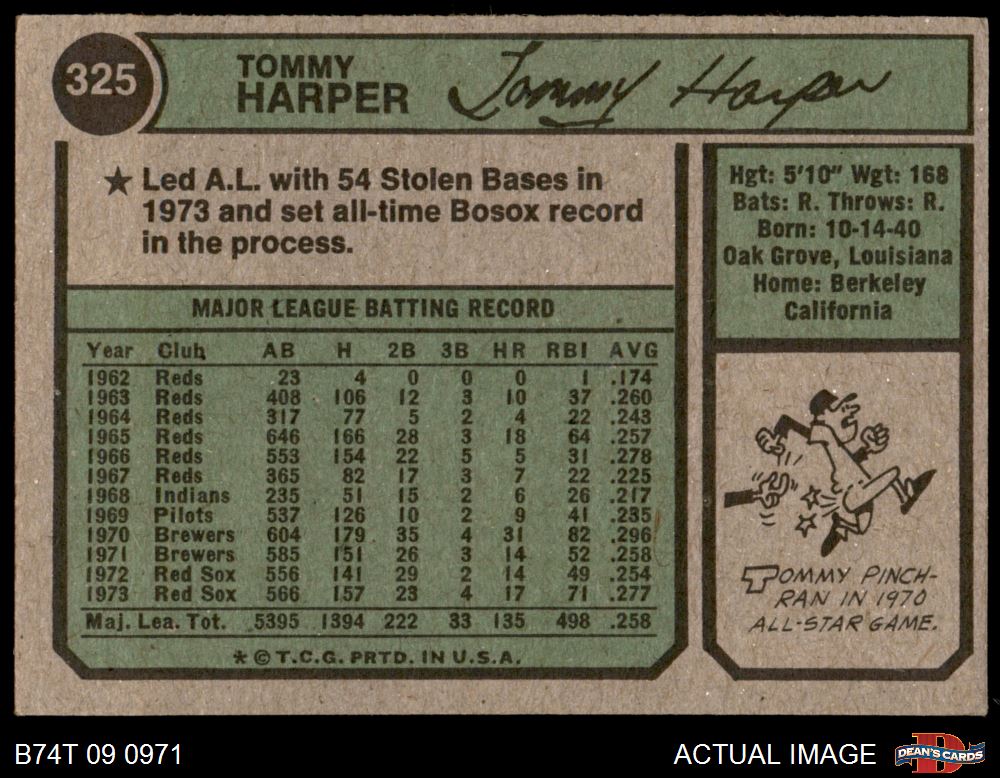 325
TOMMY
HARPER
Tommy Harper
★ Led A.L. with 54 Stolen Bases in
1973 and set all-time Bosox record
in the process.
Hgt: 5'10" Wgt: 168
Bats: R. Throws: R.
Born: 10-14-40
Oak Grove, Louisiana
Home: Berkeley
California
MAJOR LEAGUE BATTING RECORD
Year Club AB H 2B 3B HR RBI AVG
1962 Reds 23 4 0 0 0 1 .174
1963 Reds 408 106 12 3 10 37 .260
1964 Reds 317 77 5 2 4 22 .243
1965 Reds 646 166 28 3 18 64 .257
1966 Reds 553 154 22 5 5 31 .278
1967 Reds 365 82 17 3 7 22 .225
1968 Indians 235 51 15 2 6 26 .217
1969 Pilots 537 126 10 2 9 41 .235
1970 Brewers 604 179 35 4 31 82 .296
1971 Brewers 585 151 26 3 14 52 .258
1972 Red Sox 556 141 29 2 14 49 .254
1973 Red Sox 566 157 23 4 17 71 .277
Maj. Lea. Tot. 5395 1394 222 33 135 498 .258
* © T.C.G. PRTD. IN U.S.A.
TOMMY PINCH-
RAN IN 1970
ALL-STAR GAME.
B74T 09 0971
ACTUAL IMAGE
DEAN'S CARDS